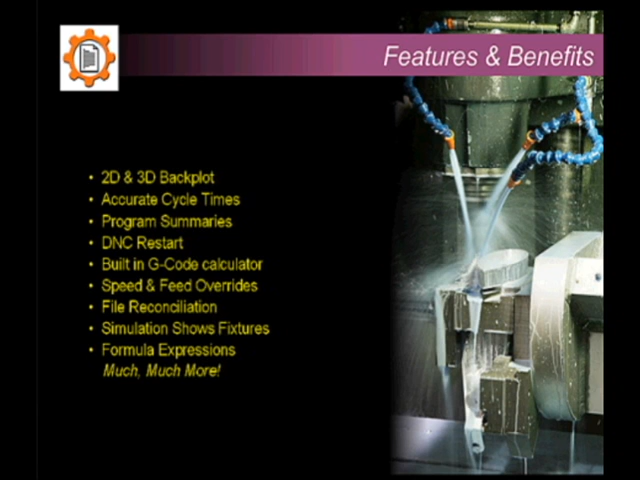 Features & Benefits
• 2D & 3D Backplot
• Accurate Cycle Times
• Program Summaries
• DNC Restart
• Built in G-Code calculator
• Speed & Feed Overrides
• File Reconciliation
• Simulation Shows Fixtures
• Formula Expressions
Much, Much More!